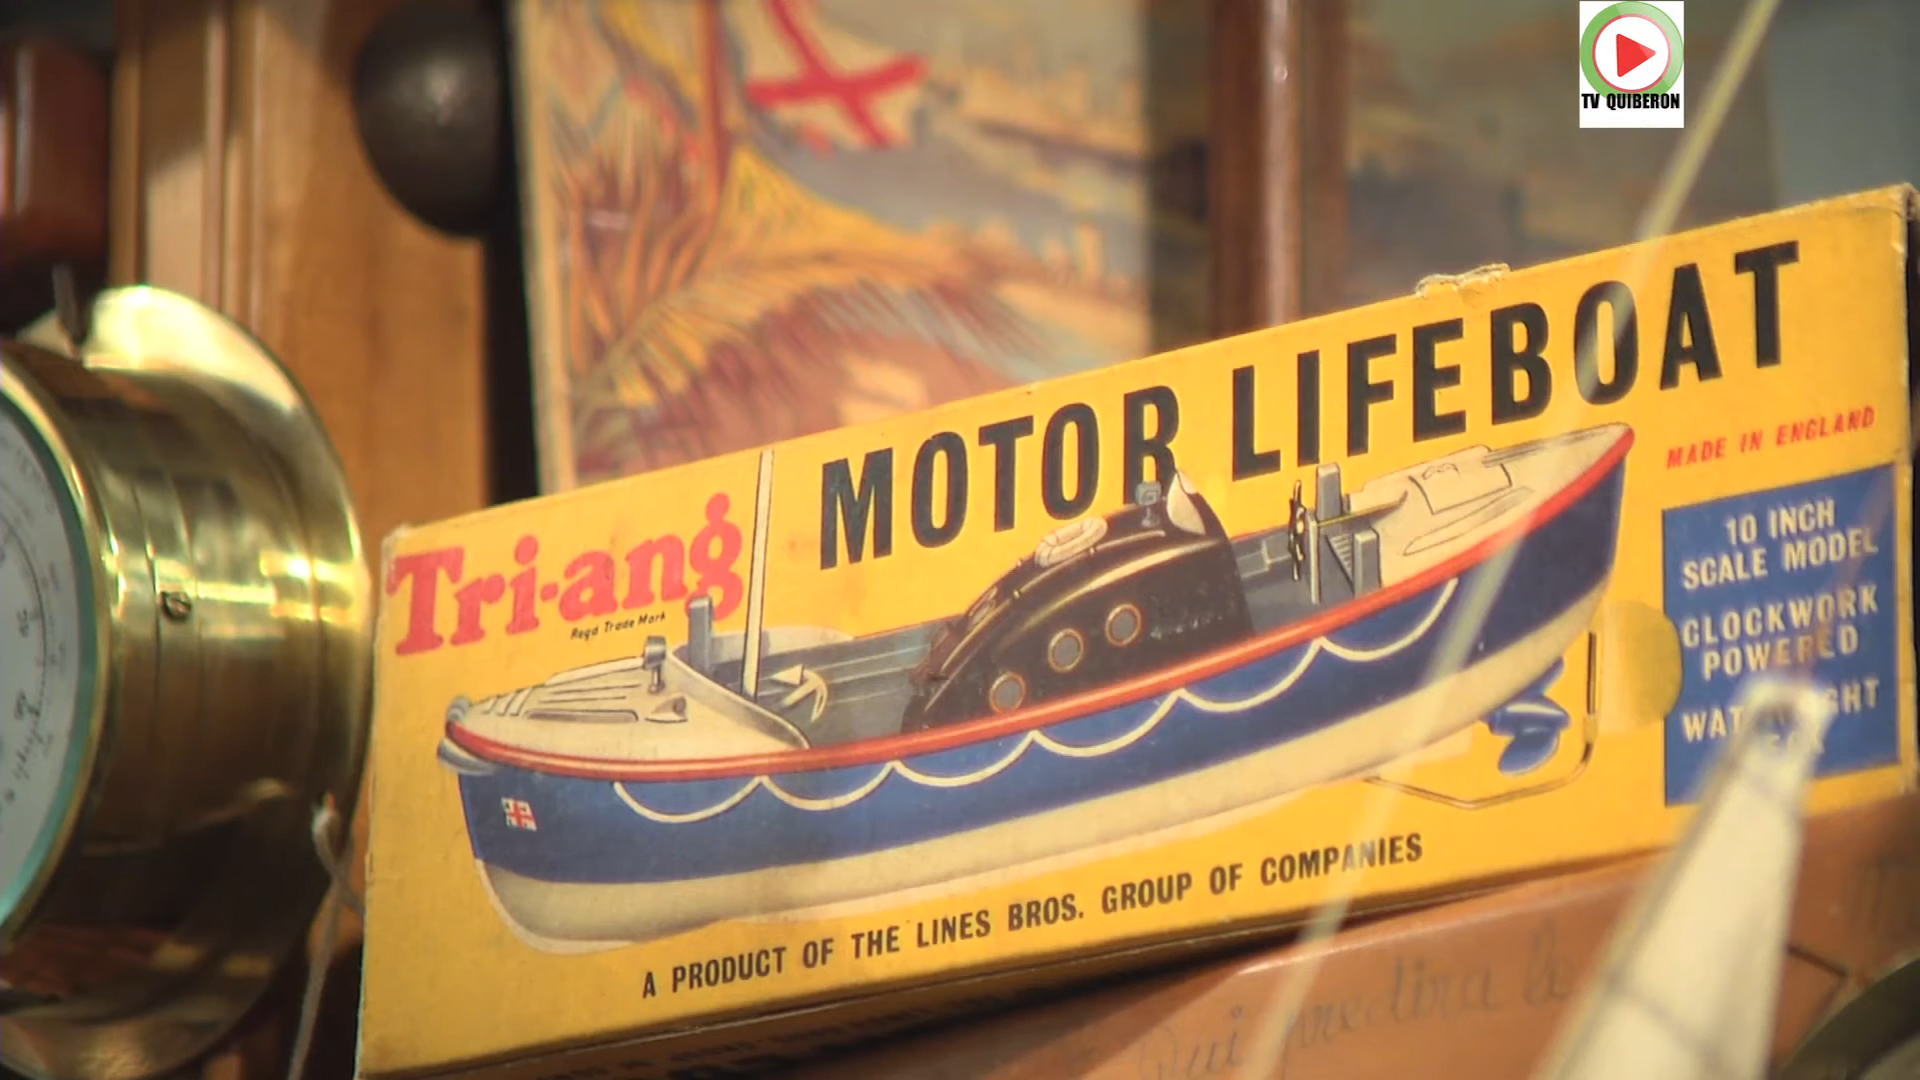 TV QUIBERON
MOTOR LIFEBOAT
Tri-ang
Regd Trade Mark
MADE IN ENGLAND
10 INCH
SCALE MODEL
CLOCKWORK
POWERED
A PRODUCT OF THE LINES BROS. GROUP OF COMPANIES
Qui